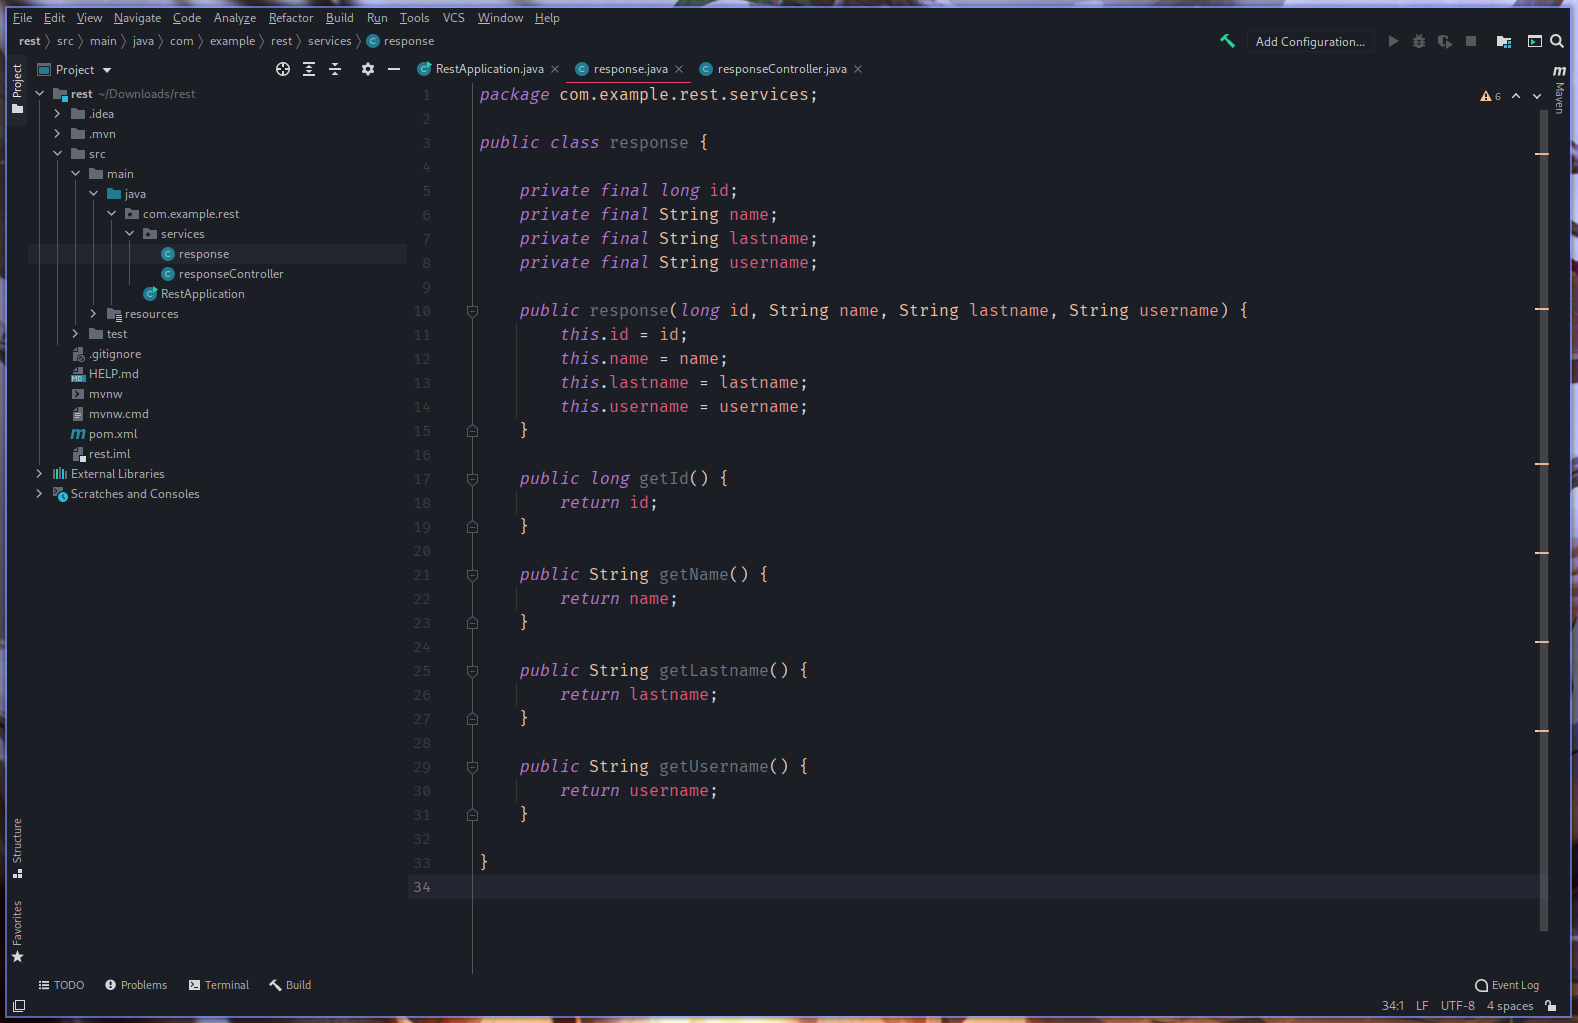 File Edit View Navigate Code Analyze Refactor Build Run Tools VCS Window Help
rest src main java com example rest services response
Add Configuration...
Project
Project
RestApplication.java response.java responseController.java
m
Maven
6
rest ~/Downloads/rest
.idea
.mvn
src
main
java
com.example.rest
services
response
responseController
RestApplication
resources
test
.gitignore
HELP.md
mvnw
mvnw.cmd
pom.xml
rest.iml
External Libraries
Scratches and Consoles
1 package com.example.rest.services;
2
3 public class response {
4
5     private final long id;
6     private final String name;
7     private final String lastname;
8     private final String username;
9
10     public response(long id, String name, String lastname, String username) {
11         this.id = id;
12         this.name = name;
13         this.lastname = lastname;
14         this.username = username;
15     }
16
17     public long getId() {
18         return id;
19     }
20
21     public String getName() {
22         return name;
23     }
24
25     public String getLastname() {
26         return lastname;
27     }
28
29     public String getUsername() {
30         return username;
31     }
32
33 }
34
Structure
Favorites
TODO Problems Terminal Build
Event Log
34:1 LF UTF-8 4 spaces